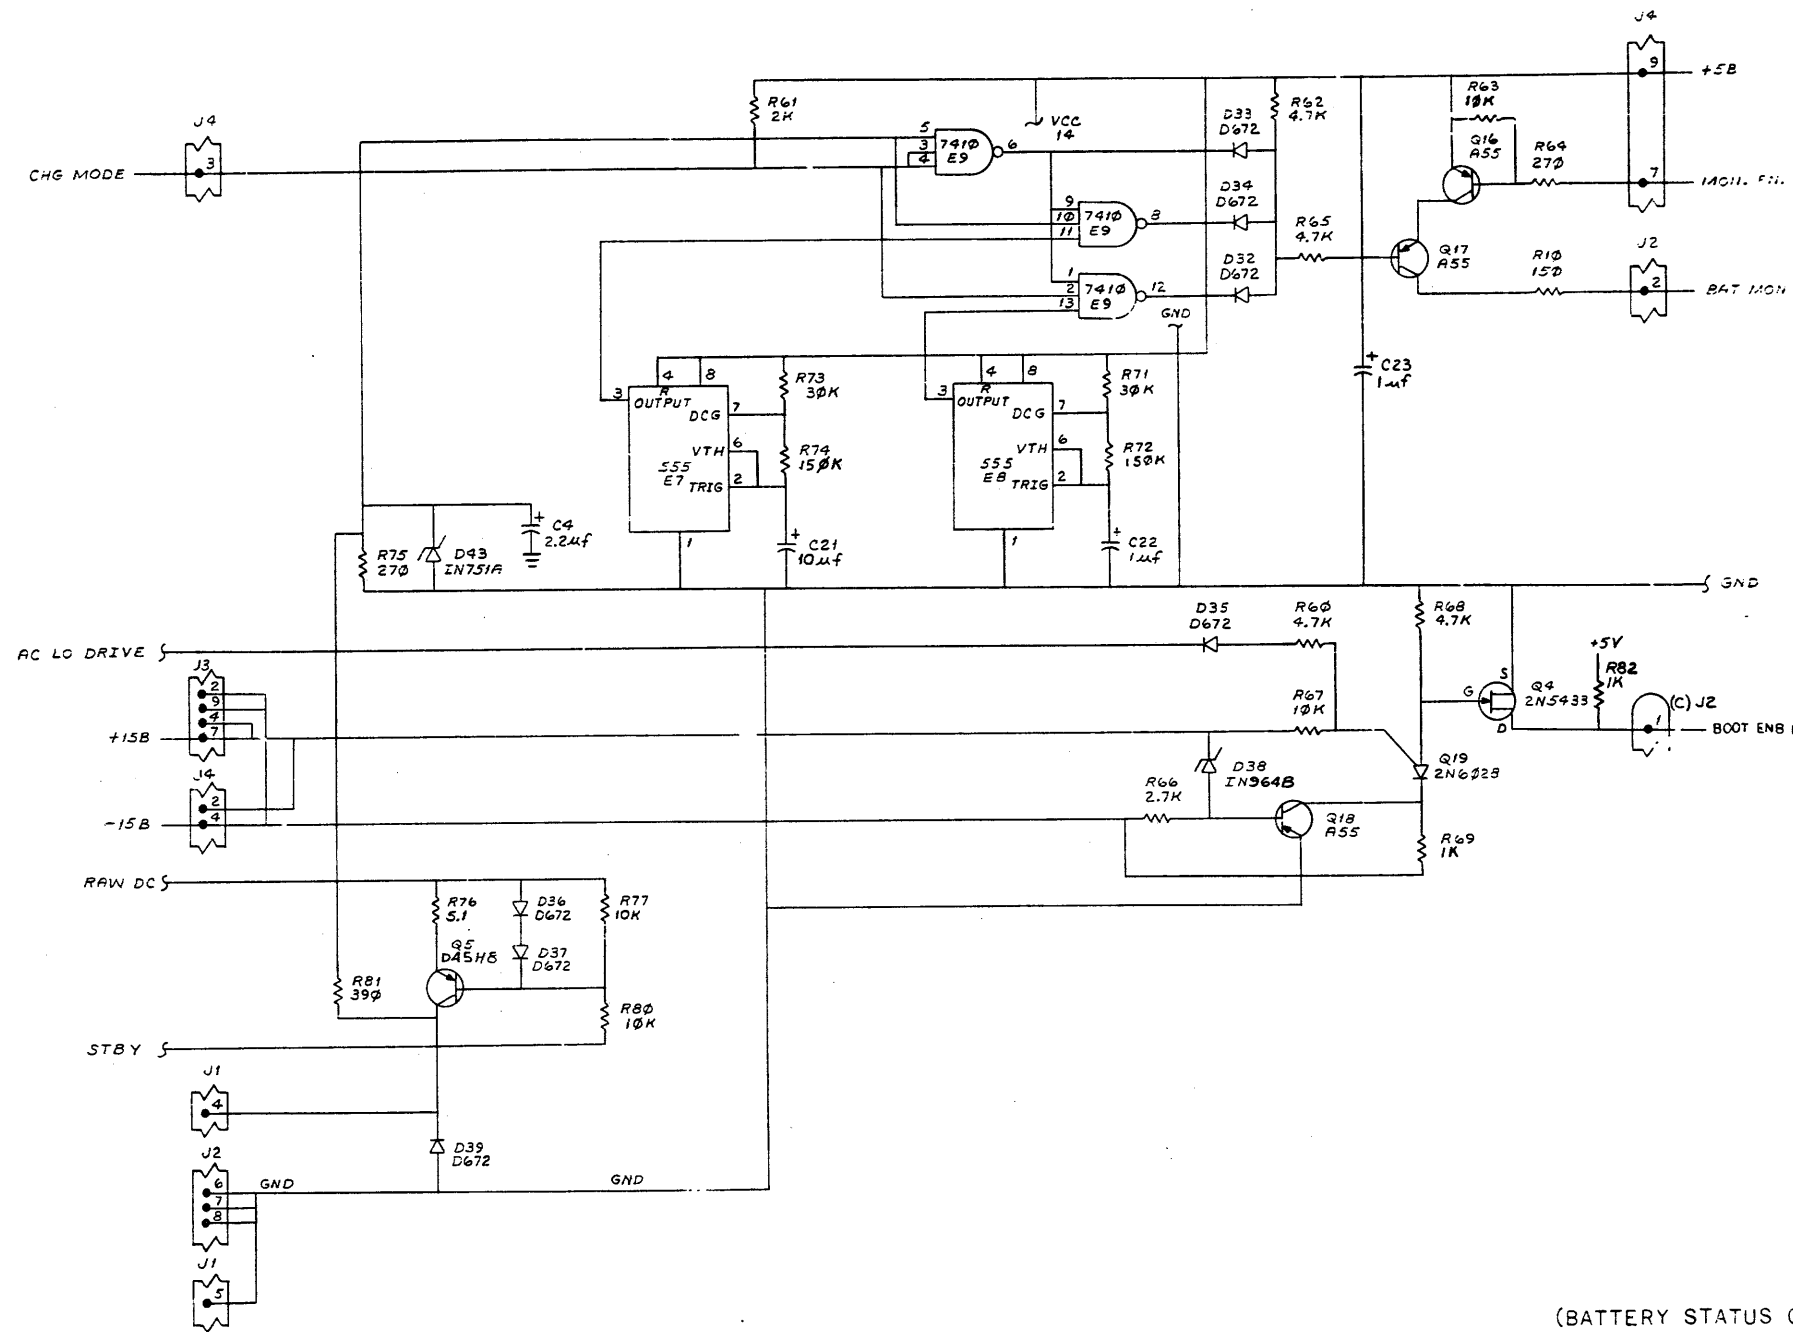 J4
9
+5B
R63
10K
R61
2K
VCC
14
D33
D672
R62
4.7K
J4
3
CHG MODE
5
3
4
7410
E9
6
Q16
A55
R64
270
7
MON. EN.
D34
D672
9
10
11
7410
E9
8
R65
4.7K
Q17
A55
J2
R10
150
2
BAT MON
D32
D672
1
2
13
7410
E9
12
GND
3
4
R
8
OUTPUT
DCG
7
R73
30K
VTH
6
555
E7
TRIG
2
R74
150K
1
C21
10µf
3
4
R
8
OUTPUT
DCG
7
R71
30K
VTH
6
555
E8
TRIG
2
R72
150K
1
C22
1µf
C23
1µf
R75
270
D43
IN751A
C4
2.2µf
GND
AC LO DRIVE
D35
D672
R60
4.7K
R68
4.7K
+5V
R82
1K
J3
2
9
4
7
+15B
R67
10K
G
S
D
Q4
2N5433
(C) J2
1
BOOT ENB
J4
2
4
-15B
D38
IN964B
R66
2.7K
Q18
A55
Q19
2N6028
R69
1K
RAW DC
R76
5.1
D36
D672
R77
10K
Q5
D45H8
D37
D672
R81
390
R80
10K
STBY
J1
4
D39
D672
J2
6
7
8
GND
GND
J1
5
(BATTERY STATUS